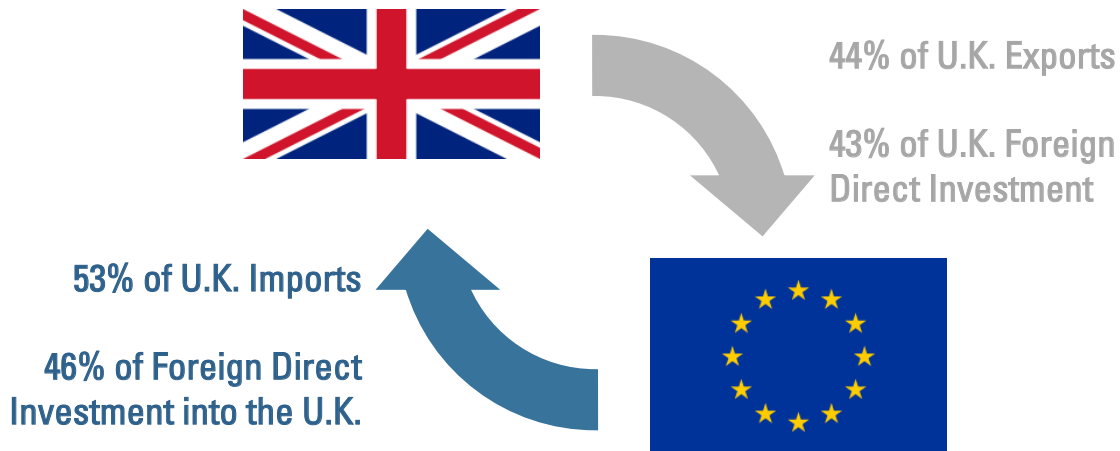 44% of U.K. Exports
43% of U.K. Foreign
Direct Investment
53% of U.K. Imports
46% of Foreign Direct
Investment into the U.K.